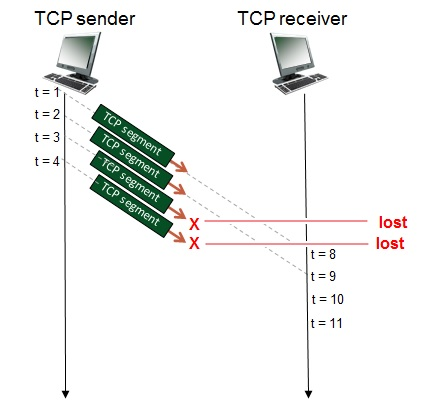 TCP sender
TCP receiver
t = 1
t = 2
t = 3
t = 4
TCP segment
TCP segment
TCP segment
TCP segment
X
lost
X
lost
t = 8
t = 9
t = 10
t = 11